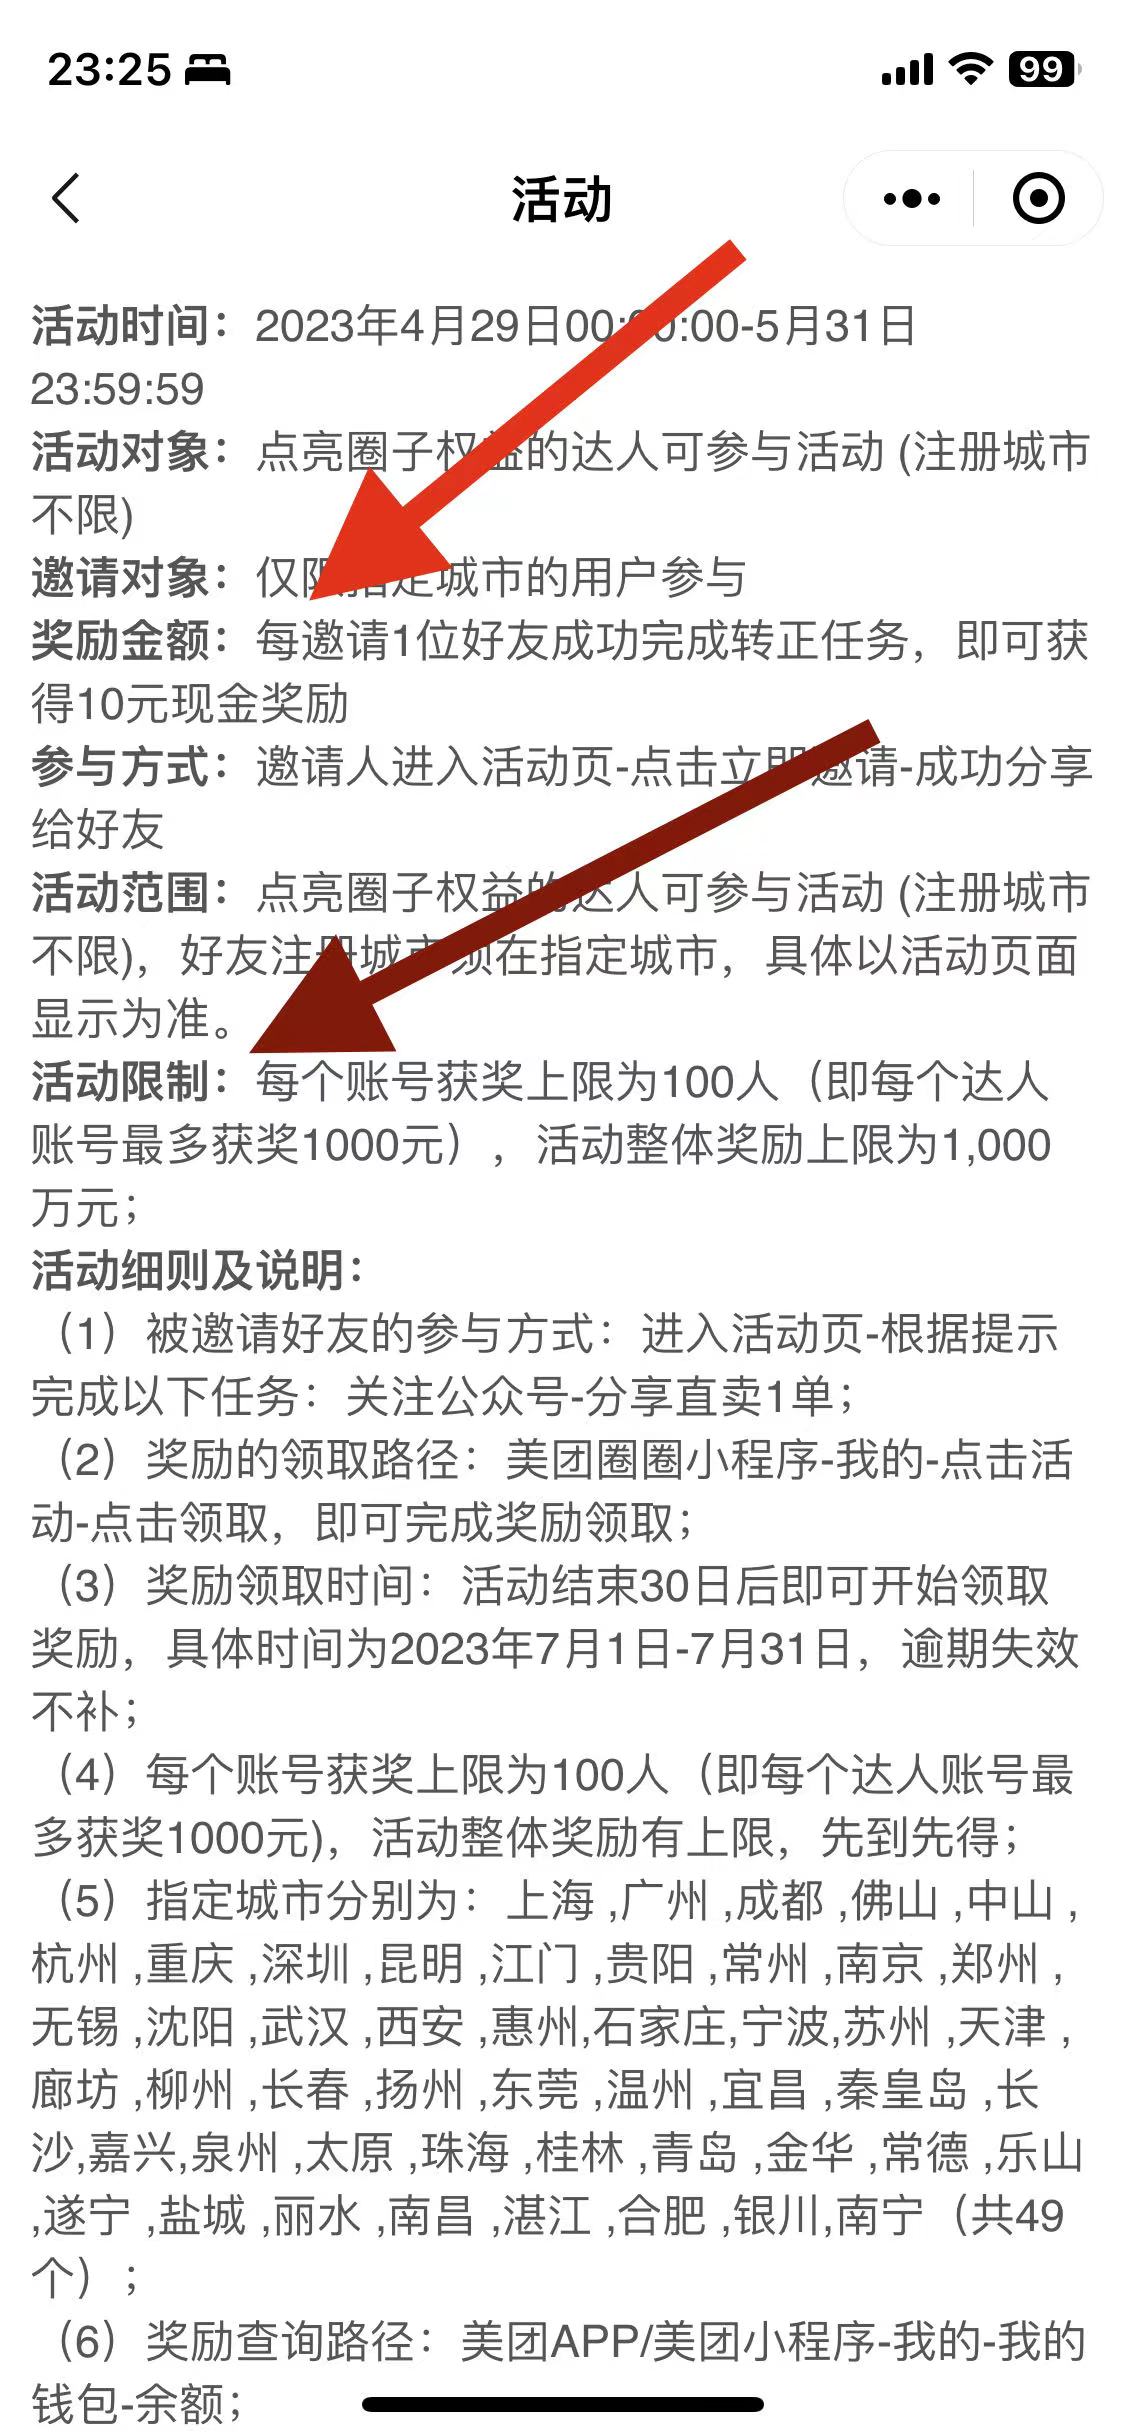 23:25
99
活动
活动时间：2023年4月29日00:00:00-5月31日
23:59:59
活动对象：点亮圈子权益的达人可参与活动 (注册城市
不限)
邀请对象：仅限指定城市的用户参与
奖励金额：每邀请1位好友成功完成转正任务，即可获
得10元现金奖励
参与方式：邀请人进入活动页-点击立即邀请-成功分享
给好友
活动范围：点亮圈子权益的达人可参与活动 (注册城市
不限)，好友注册城市须在指定城市，具体以活动页面
显示为准。
活动限制：每个账号获奖上限为100人（即每个达人
账号最多获奖1000元），活动整体奖励上限为1,000
万元；
活动细则及说明：
（1）被邀请好友的参与方式：进入活动页-根据提示
完成以下任务：关注公众号-分享直卖1单；
（2）奖励的领取路径：美团圈圈小程序-我的-点击活
动-点击领取，即可完成奖励领取；
（3）奖励领取时间：活动结束30日后即可开始领取
奖励，具体时间为2023年7月1日-7月31日，逾期失效
不补；
（4）每个账号获奖上限为100人（即每个达人账号最
多获奖1000元)，活动整体奖励有上限，先到先得；
（5）指定城市分别为：上海 ,广州 ,成都 ,佛山 ,中山 ,
杭州 ,重庆 ,深圳 ,昆明 ,江门 ,贵阳 ,常州 ,南京 ,郑州 ,
无锡 ,沈阳 ,武汉 ,西安 ,惠州,石家庄,宁波,苏州 ,天津 ,
廊坊 ,柳州 ,长春 ,扬州 ,东莞 ,温州 ,宜昌 ,秦皇岛 ,长
沙,嘉兴,泉州 ,太原 ,珠海 ,桂林 ,青岛 ,金华 ,常德 ,乐山
,遂宁 ,盐城 ,丽水 ,南昌 ,湛江 ,合肥 ,银川,南宁（共49
个）；
（6）奖励查询路径：美团APP/美团小程序-我的-我的
钱包-余额；